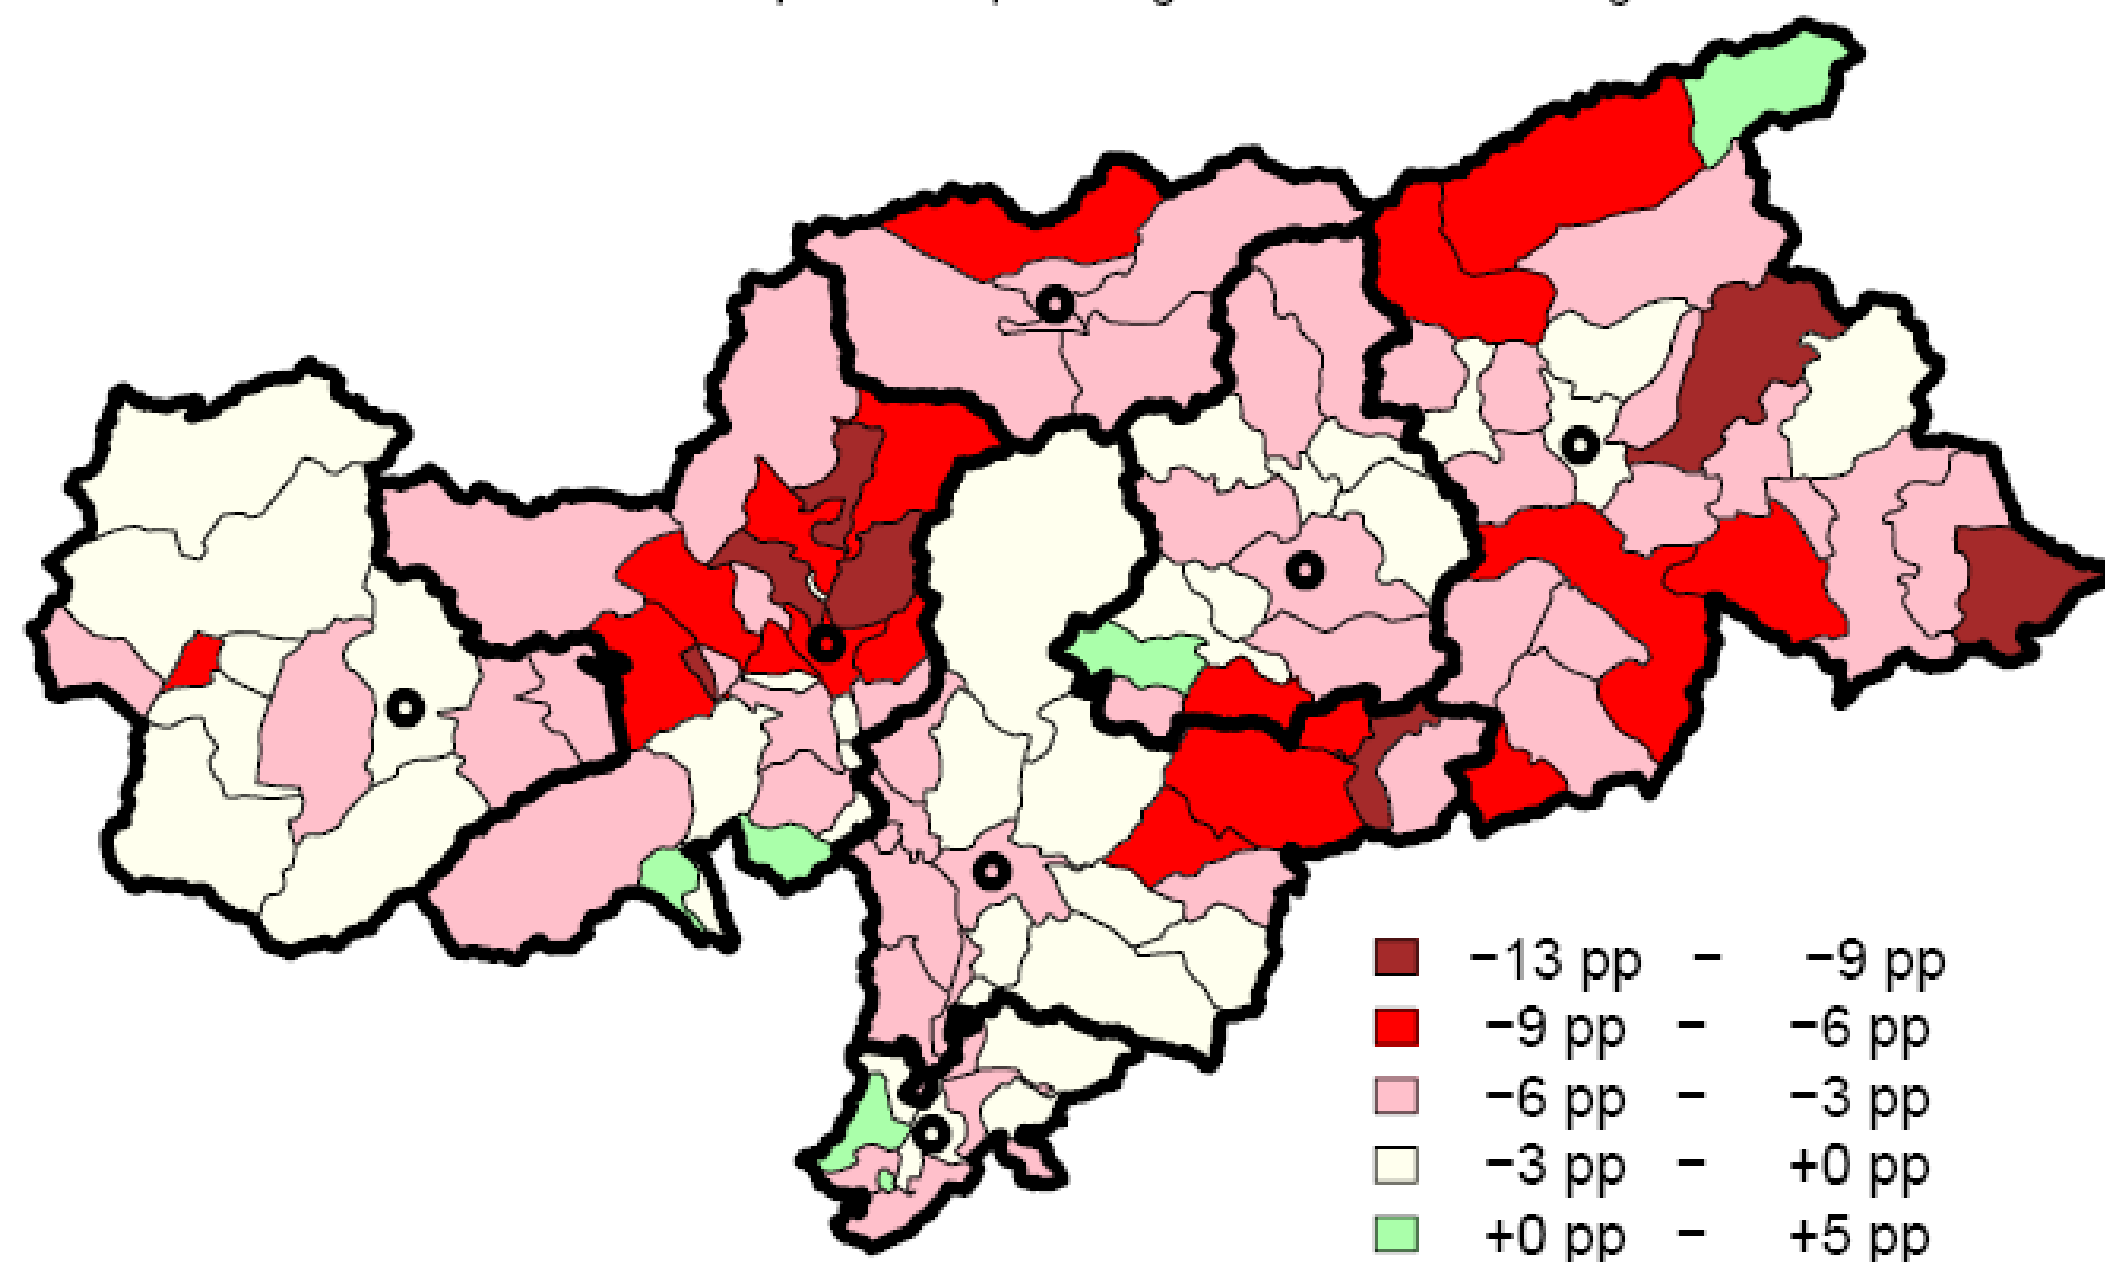 −13 pp − −9 pp
−9 pp − −6 pp
−6 pp − −3 pp
−3 pp − +0 pp
+0 pp − +5 pp